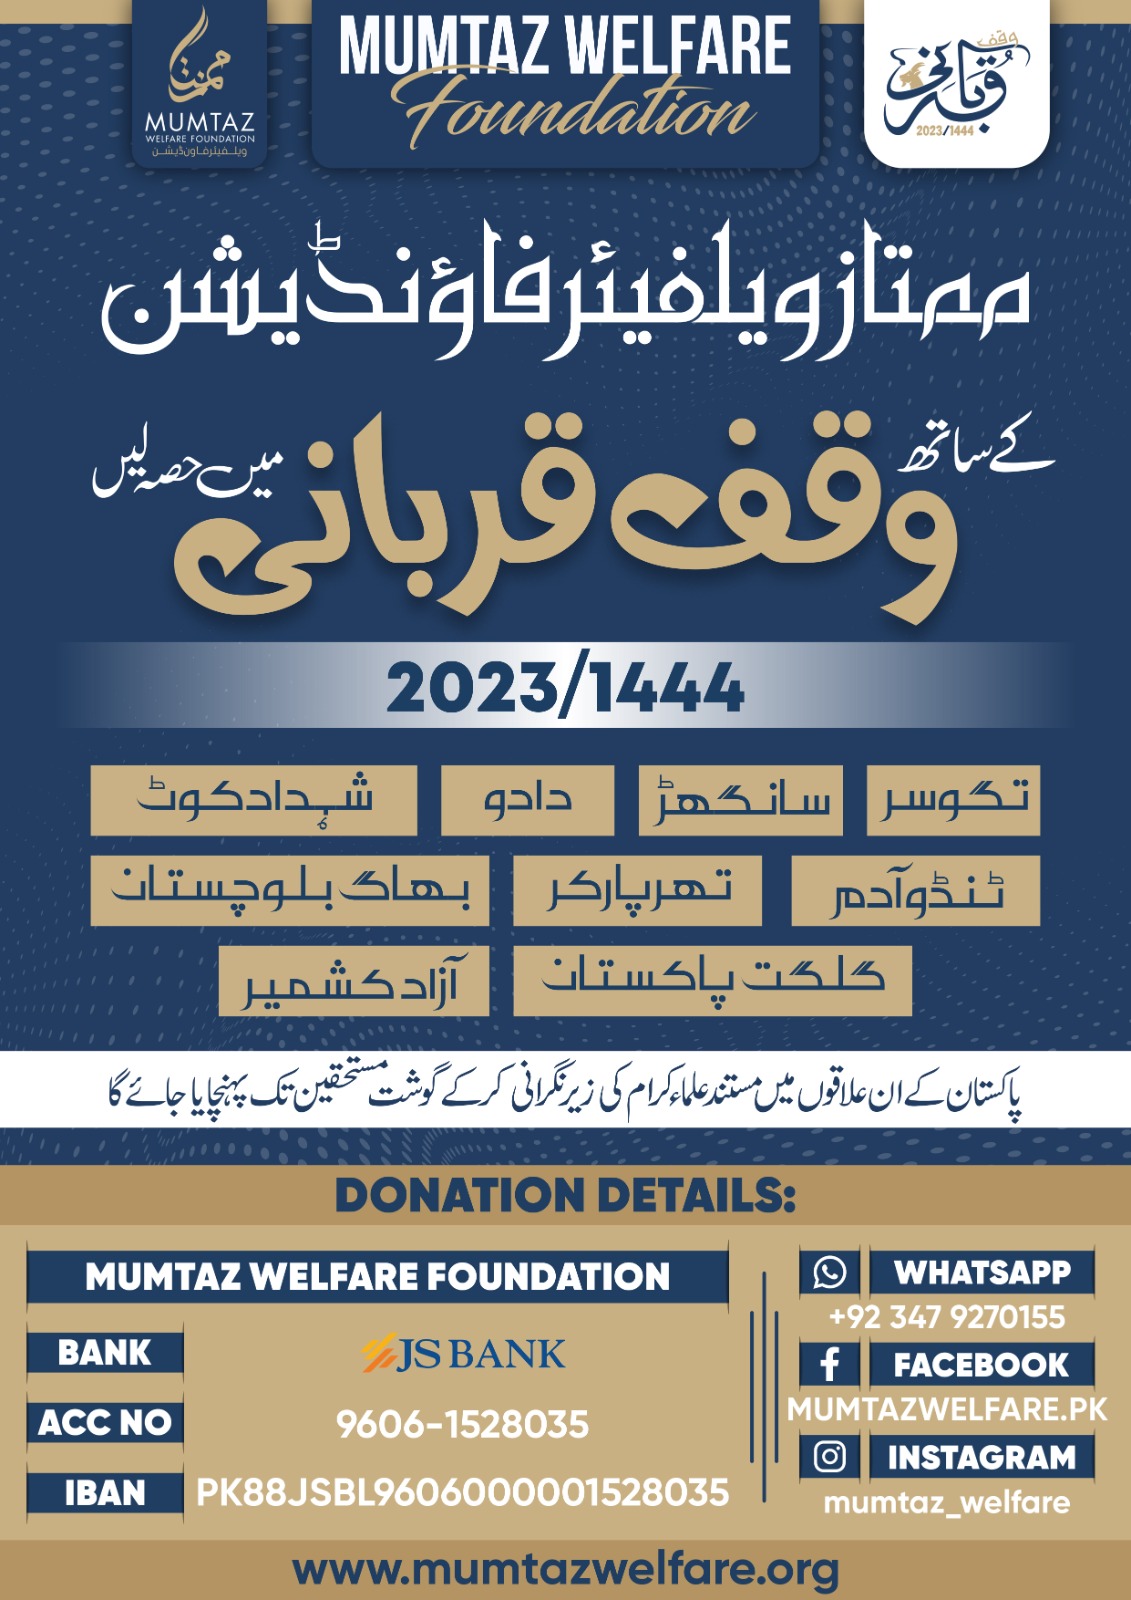 ممتاز
MUMTAZ
WELFARE FOUNDATION
ویلفیئر فاونڈیشن
MUMTAZ WELFARE
Foundation
وقف
قربانی
2023/1444
ممتاز ویلفیئر فاؤنڈیشن
کے ساتھ وقف قربانی میں حصہ لیں
2023/1444
تگوسر سانگھڑ دادو شہدادکوٹ
ٹنڈوآدم تھرپارکر بھاگ بلوچستان
گلگت پاکستان آزاد کشمیر
پاکستان کے ان علاقوں میں مستند علماء کرام کی زیر نگرانی کر کے گوشت مستحقین تک پہنچایا جائے گا
DONATION DETAILS:
MUMTAZ WELFARE FOUNDATION
BANK JS BANK
ACC NO 9606-1528035
IBAN PK88JSBL9606000001528035
WHATSAPP
+92 347 9270155
FACEBOOK
MUMTAZWELFARE.PK
INSTAGRAM
mumtaz_welfare
www.mumtazwelfare.org